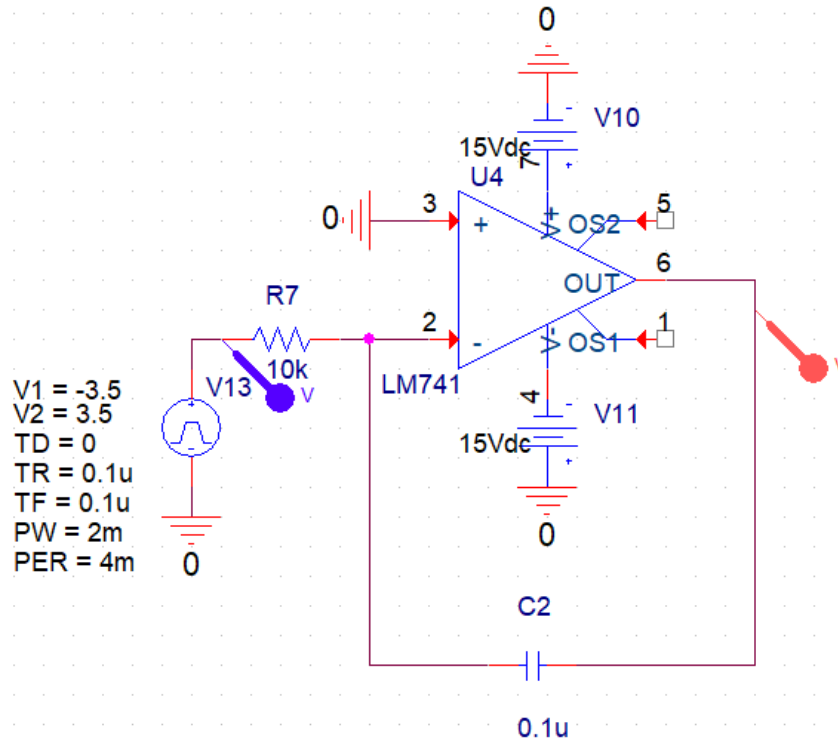 0
V10
15Vdc
7
U4
3
+
V+
OS2
5
0
6
OUT
R7
2
-
V-
OS1
1
10k
LM741
V13
V
V
V1 = -3.5
V2 = 3.5
TD = 0
TR = 0.1u
TF = 0.1u
PW = 2m
PER = 4m
4
V11
15Vdc
0
0
C2
0.1u